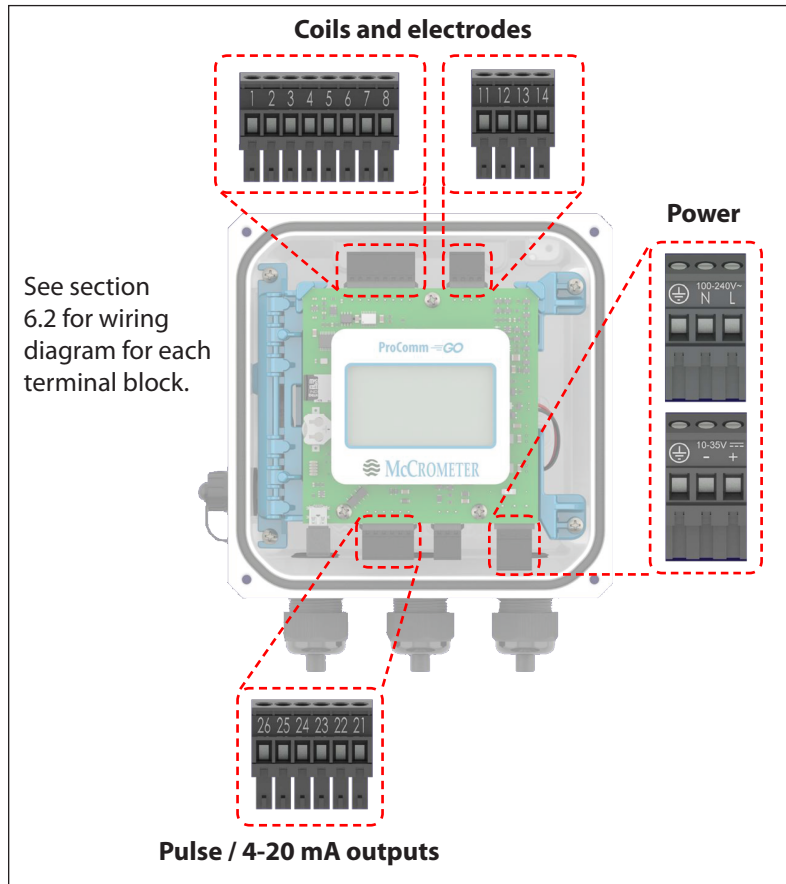 Coils and electrodes
1 2 3 4 5 6 7 8
11 12 13 14
Power
100-240V~
N L
10-35V
- +
See section
6.2 for wiring
diagram for each
terminal block.
ProComm GO
McCrometer
26 25 24 23 22 21
Pulse / 4-20 mA outputs